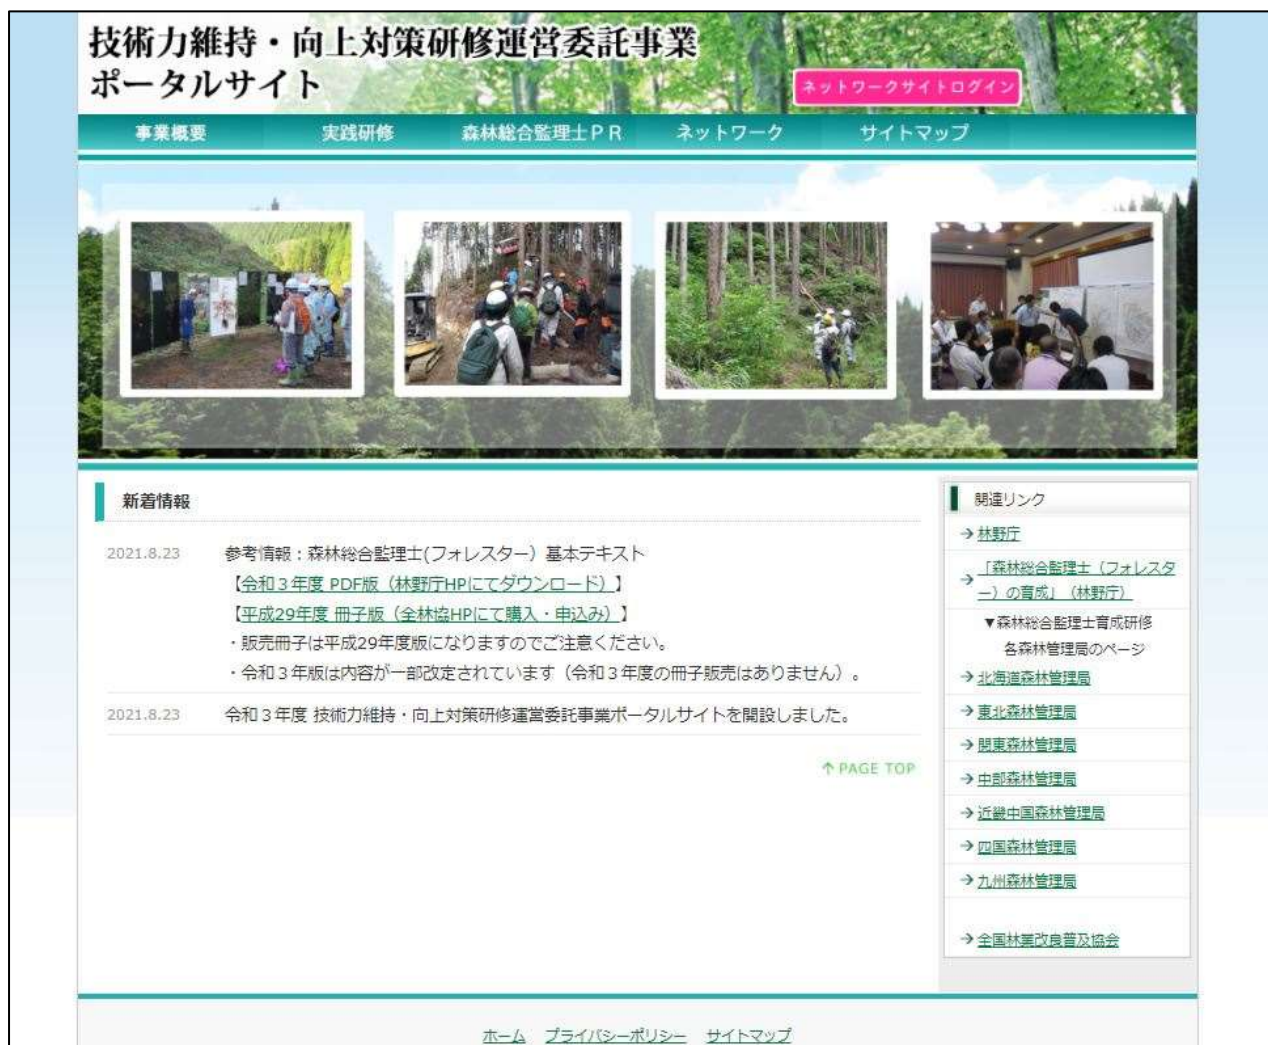 技術力維持・向上対策研修運営委託事業
ポータルサイト
ネットワークサイトログイン
事業概要 実践研修 森林総合監理士ＰＲ ネットワーク サイトマップ
新着情報
2021.8.23 参考情報：森林総合監理士(フォレスター）基本テキスト
【令和３年度 PDF版（林野庁HPにてダウンロード）】
【平成29年度 冊子版（全林協HPにて購入・申込み）】
・販売冊子は平成29年度版になりますのでご注意ください。
・令和３年版は内容が一部改定されています（令和３年度の冊子販売はありません）。
2021.8.23 令和３年度 技術力維持・向上対策研修運営委託事業ポータルサイトを開設しました。
↑ PAGE TOP
関連リンク
→ 林野庁
→ 「森林総合監理士（フォレスタ
ー）の育成」（林野庁）
▼森林総合監理士育成研修
各森林管理局のページ
→ 北海道森林管理局
→ 東北森林管理局
→ 関東森林管理局
→ 中部森林管理局
→ 近畿中国森林管理局
→ 四国森林管理局
→ 九州森林管理局
→ 全国林業改良普及協会
ホーム プライバシーポリシー サイトマップ